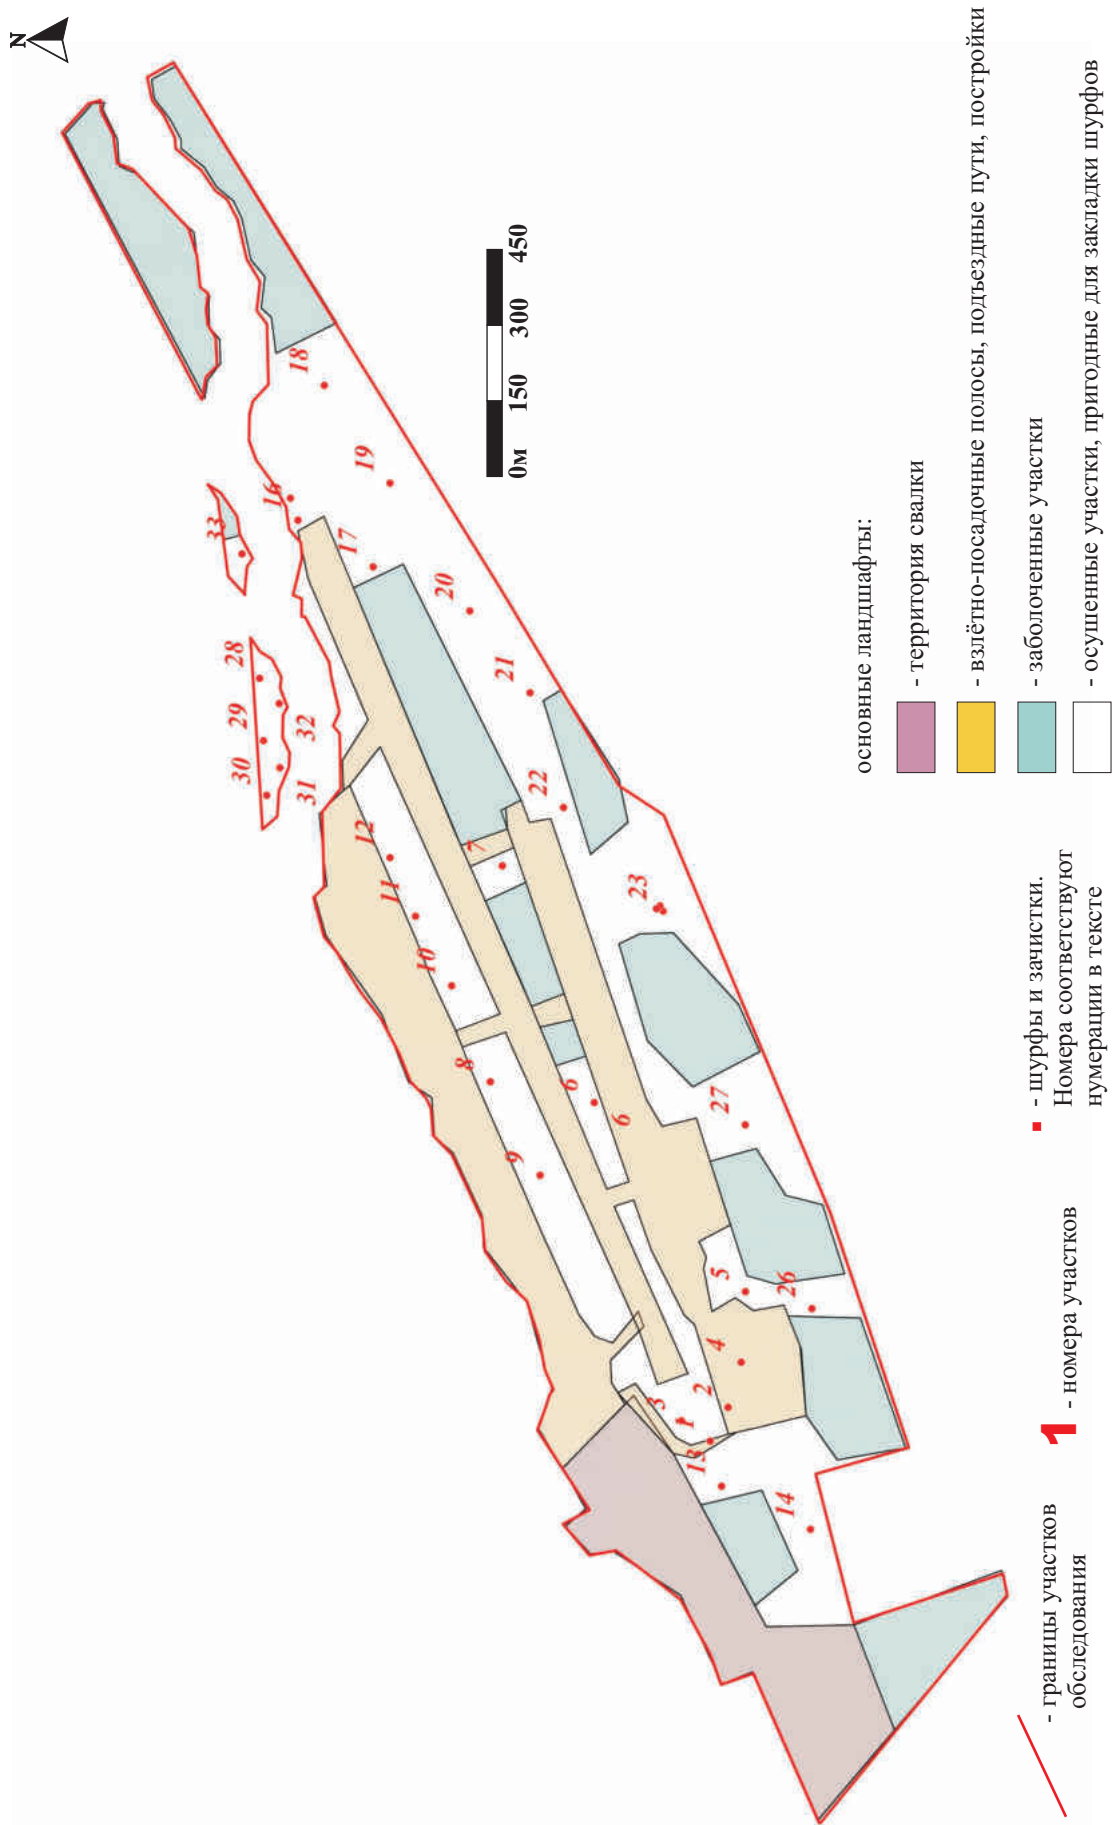 N
33
28
29
30
16
18
32
31
19
17
20
12
11
10
21
7
22
8
9
6
6
23
27
5
26
4
3
2
1
13
14
0м 150 300 450
основные ландшафты:
- территория свалки
- взлётно-посадочные полосы, подъездные пути, постройки
- заболоченные участки
- осушенные участки, пригодные для закладки шурфов
- границы участков
обследования
1 - номера участков
- шурфы и зачистки.
Номера соответствуют
нумерации в тексте